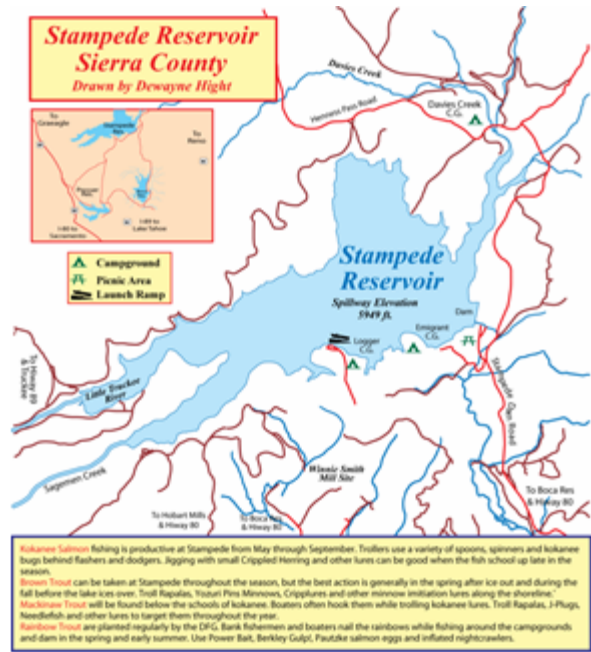 Stampede Reservoir
Sierra County
Drawn by Dewayne Hight
To
Graeagle
Stampede
Res.
To
Reno
Prosser
Res.
I-80 to
Sacramento
I-89 to
Lake Tahoe
Campground
Picnic Area
Launch Ramp
Davies Creek
Henness Pass Road
Davies Creek
C.G.
Stampede
Reservoir
Spillway Elevation
5949 ft.
Dam
Logger
C.G.
Emigrant
C.G.
Stampede Dam Road
To Hiway 89
& Truckee
Little Truckee
River
Sagemen Creek
Winnie Smith
Mill Site
To Hobart Mills
& Hiway 80
To Boca Res
& Hiway 80
To Boca Res
& Hiway 80
Kokanee Salmon fishing is productive at Stampede from May through September. Trollers use a variety of spoons, spinners and kokanee
bugs behind flashers and dodgers. Jigging with small Crippled Herring and other lures can be good when the fish school up late in the
season.
Brown Trout can be taken at Stampede throughout the season, but the best action is generally in the spring after ice out and during the
fall before the lake ices over. Troll Rapalas, Yozuri Pins Minnows, Cripplures and other minnow imitiation lures along the shoreline.'
Mackinaw Trout will be found below the schools of kokanee. Boaters often hook them while trolling kokanee lures. Troll Rapalas, J-Plugs,
Needlefish and other lures to target them throughout the year.
Rainbow Trout are planted regularly by the DFG. Bank fishermen and boaters nail the rainbows while fishing around the campgrounds
and dam in the spring and early summer. Use Power Bait, Berkley Gulp!, Pautzke salmon eggs and inflated nightcrawlers.